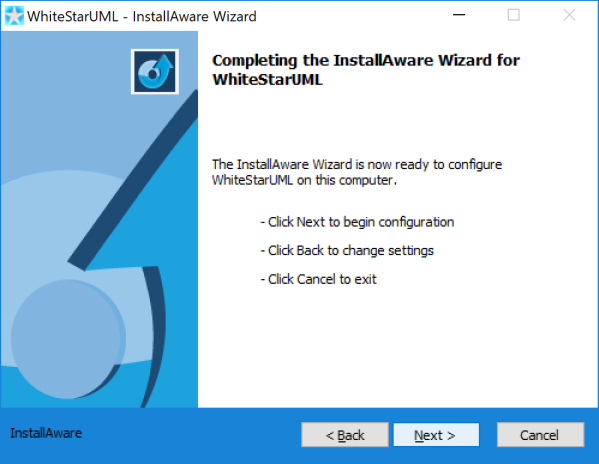 WhiteStarUML - InstallAware Wizard
Completing the InstallAware Wizard for
WhiteStarUML
The InstallAware Wizard is now ready to configure
WhiteStarUML on this computer.
- Click Next to begin configuration
- Click Back to change settings
- Click Cancel to exit
InstallAware
< Back
Next >
Cancel